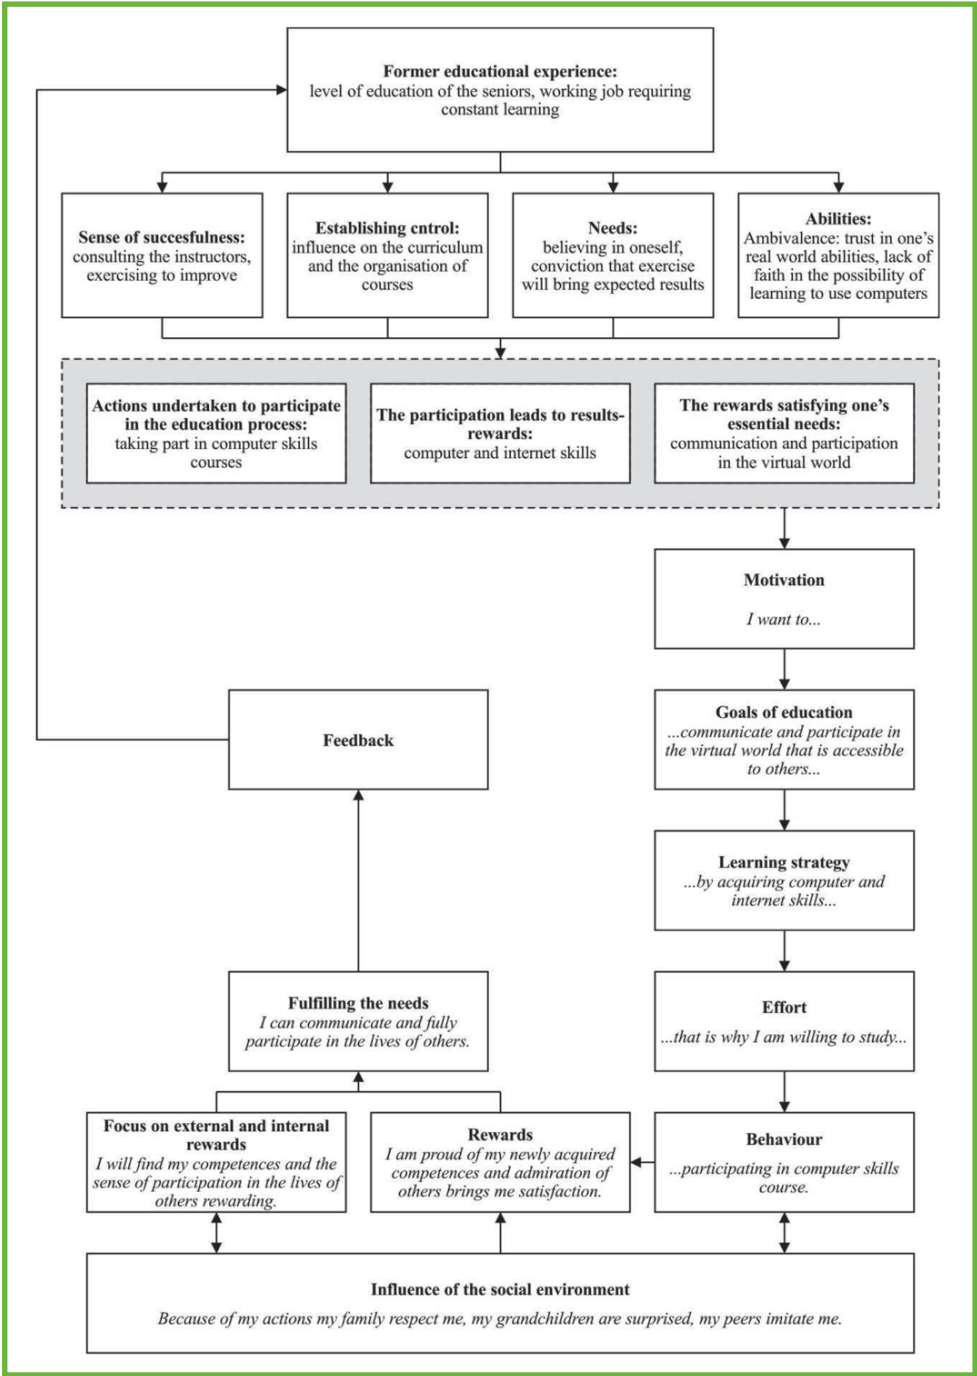 Former educational experience:
level of education of the seniors, working job requiring
constant learning
Sense of succesfulness:
consulting the instructors,
exercising to improve
Establishing cntrol:
influence on the curriculum
and the organisation of
courses
Needs:
believing in oneself,
conviction that exercise
will bring expected results
Abilities:
Ambivalence: trust in one’s
real world abilities, lack of
faith in the possibility of
learning to use computers
Actions undertaken to participate
in the education process:
taking part in computer skills
courses
The participation leads to results-
rewards:
computer and internet skills
The rewards satisfying one’s
essential needs:
communication and participation
in the virtual world
Motivation
I want to...
Goals of education
...communicate and participate in
the virtual world that is accessible
to others...
Feedback
Learning strategy
...by acquiring computer and
internet skills...
Effort
...that is why I am willing to study...
Fulfilling the needs
I can communicate and fully
participate in the lives of others.
Focus on external and internal
rewards
I will find my competences and the
sense of participation in the lives of
others rewarding.
Rewards
I am proud of my newly acquired
competences and admiration of
others brings me satisfaction.
Behaviour
...participating in computer skills
course.
Influence of the social environment
Because of my actions my family respect me, my grandchildren are surprised, my peers imitate me.